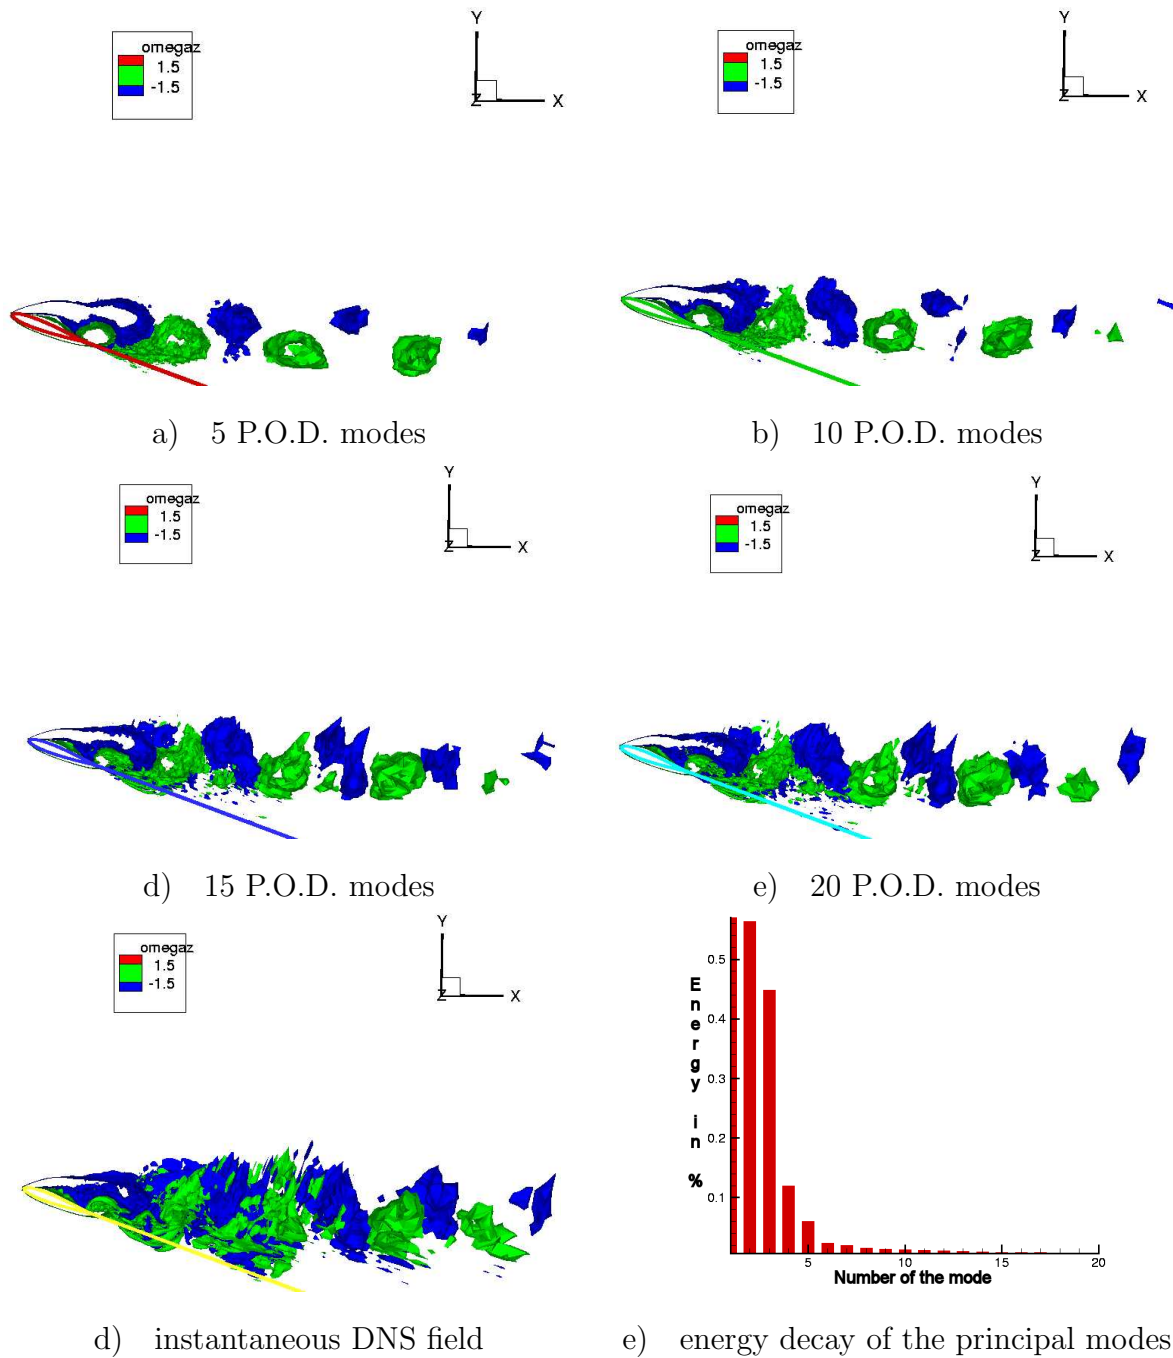 omegaz
1.5
-1.5
Y
Z
X
omegaz
1.5
-1.5
Y
Z
X
a) 5 P.O.D. modes
b) 10 P.O.D. modes
omegaz
1.5
-1.5
Y
Z
X
omegaz
1.5
-1.5
Y
Z
X
d) 15 P.O.D. modes
e) 20 P.O.D. modes
omegaz
1.5
-1.5
Y
Z
X
Energy in %
0.5
0.4
0.3
0.2
0.1
5
10
15
20
Number of the mode
d) instantaneous DNS field
e) energy decay of the principal modes